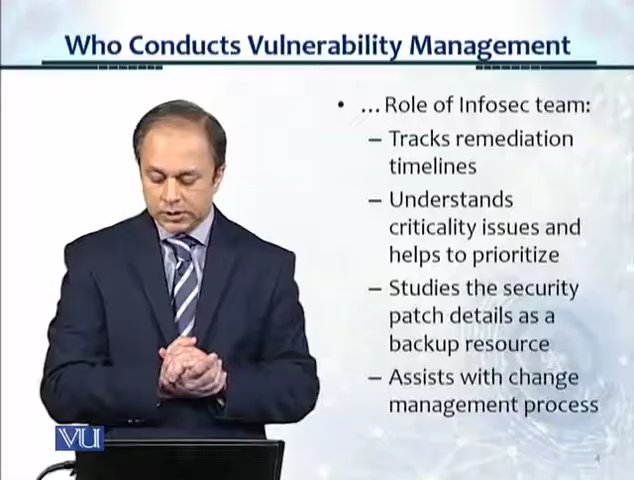 Who Conducts Vulnerability Management
• ... Role of Infosec team:
– Tracks remediation
timelines
– Understands
criticality issues and
helps to prioritize
– Studies the security
patch details as a
backup resource
– Assists with change
management process
VU
4